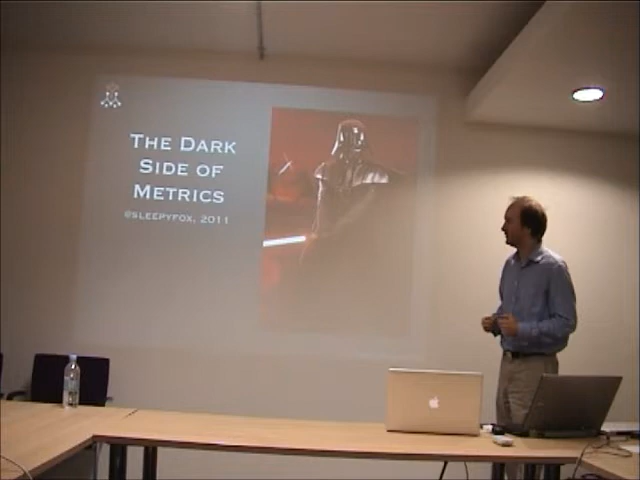 The Dark
Side of
Metrics
@sleepyfox, 2011